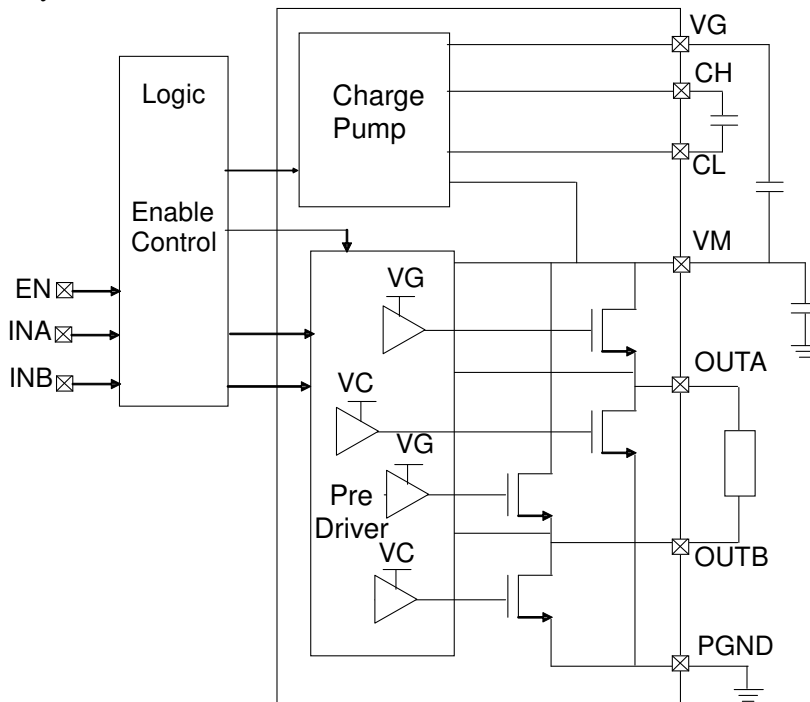 VG
CH
Charge
Pump
CL
Logic
Enable
Control
VM
EN
INA
INB
VG
OUTA
VC
VG
Pre
Driver
VC
OUTB
PGND